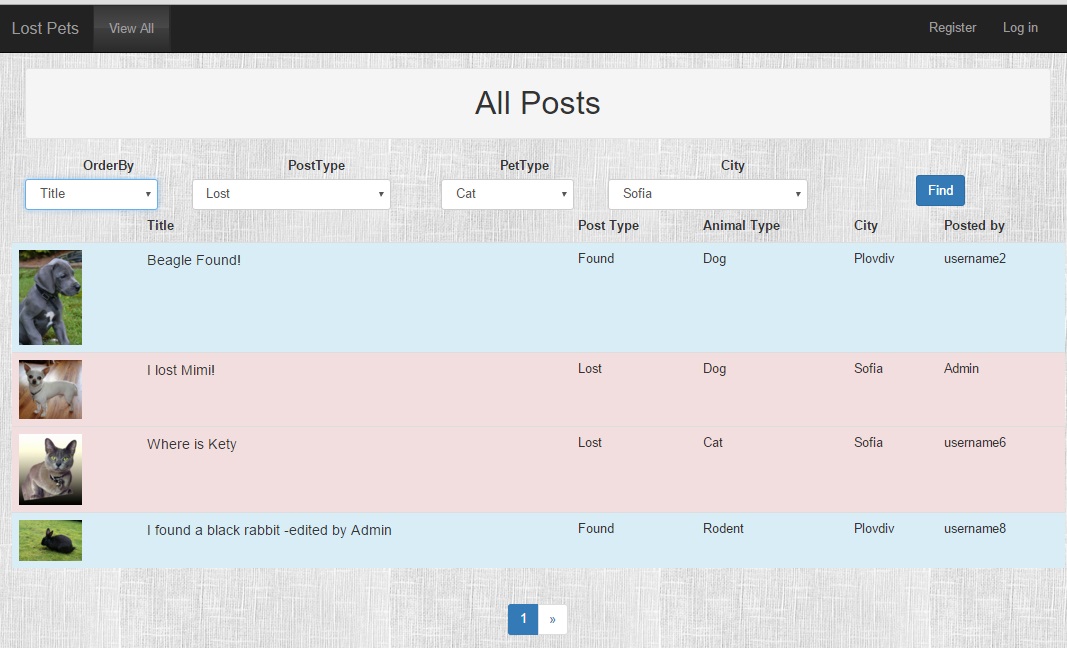 Lost Pets View All Register Log in
All Posts
OrderBy PostType PetType City
Title Lost Cat Sofia Find
Title Post Type Animal Type City Posted by
Beagle Found! Found Dog Plovdiv username2
I lost Mimi! Lost Dog Sofia Admin
Where is Kety Lost Cat Sofia username6
I found a black rabbit -edited by Admin Found Rodent Plovdiv username8
1 »